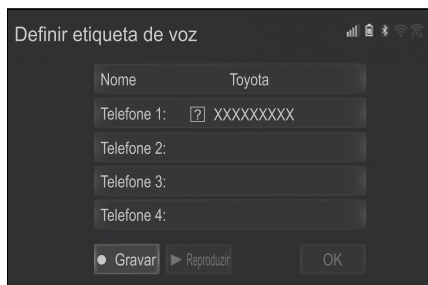 Definir etiqueta de voz
Nome Toyota
Telefone 1: ? XXXXXXXXX
Telefone 2:
Telefone 3:
Telefone 4:
Gravar Reproduzir OK